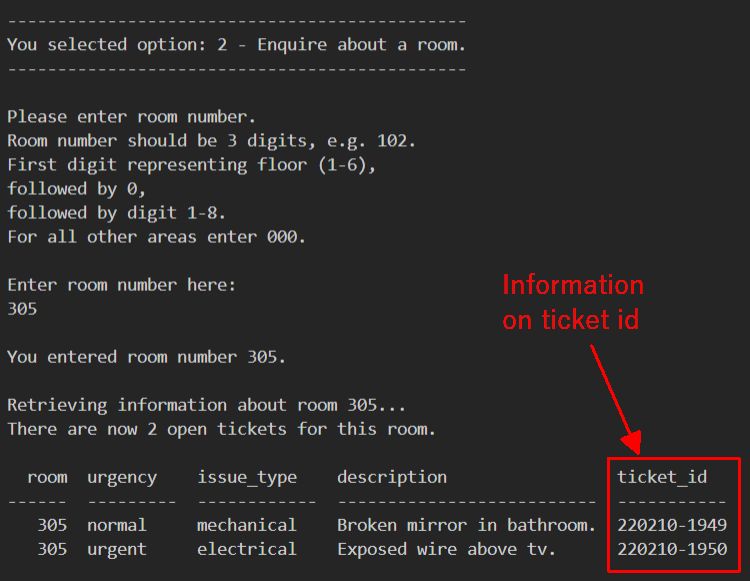 ----------------------------------------------
You selected option: 2 - Enquire about a room.
----------------------------------------------
Please enter room number.
Room number should be 3 digits, e.g. 102.
First digit representing floor (1-6),
followed by 0,
followed by digit 1-8.
For all other areas enter 000.
Enter room number here:
305
You entered room number 305.
Information
on ticket id
Retrieving information about room 305...
There are now 2 open tickets for this room.
room urgency issue_type description ticket_id
------ --------- ------------ -------------------------- -----------
305 normal mechanical Broken mirror in bathroom. 220210-1949
305 urgent electrical Exposed wire above tv. 220210-1950